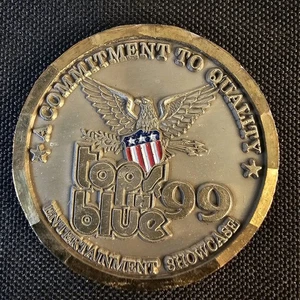 ★ A COMMITMENT TO QUALITY ★
tops
in
blue
'99
ENTERTAINMENT SHOWCASE